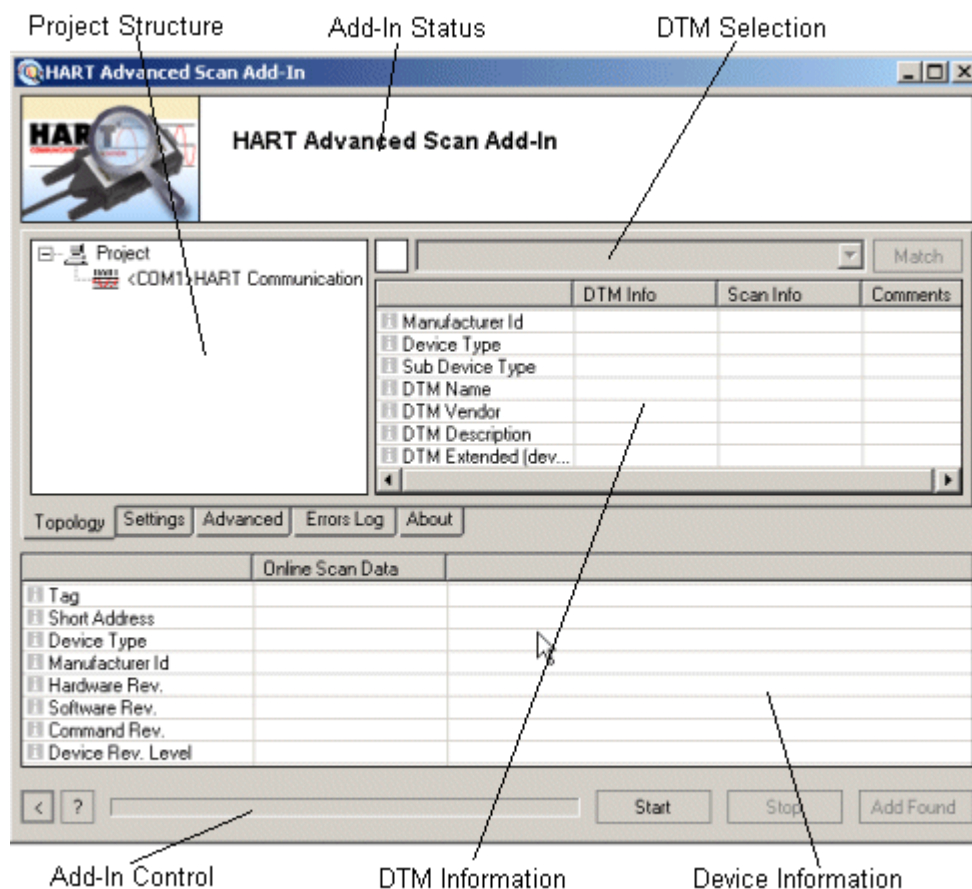 Project Structure Add-In Status DTM Selection
HART Advanced Scan Add-In
HART
HART Advanced Scan Add-In
Project
<COM1>HART Communication
Match
DTM Info Scan Info Comments
Manufacturer Id
Device Type
Sub Device Type
DTM Name
DTM Vendor
DTM Description
DTM Extended (dev...
Topology Settings Advanced Errors Log About
Online Scan Data
Tag
Short Address
Device Type
Manufacturer Id
Hardware Rev.
Software Rev.
Command Rev.
Device Rev. Level
< ? Start Stop Add Found
Add-In Control DTM Information Device Information